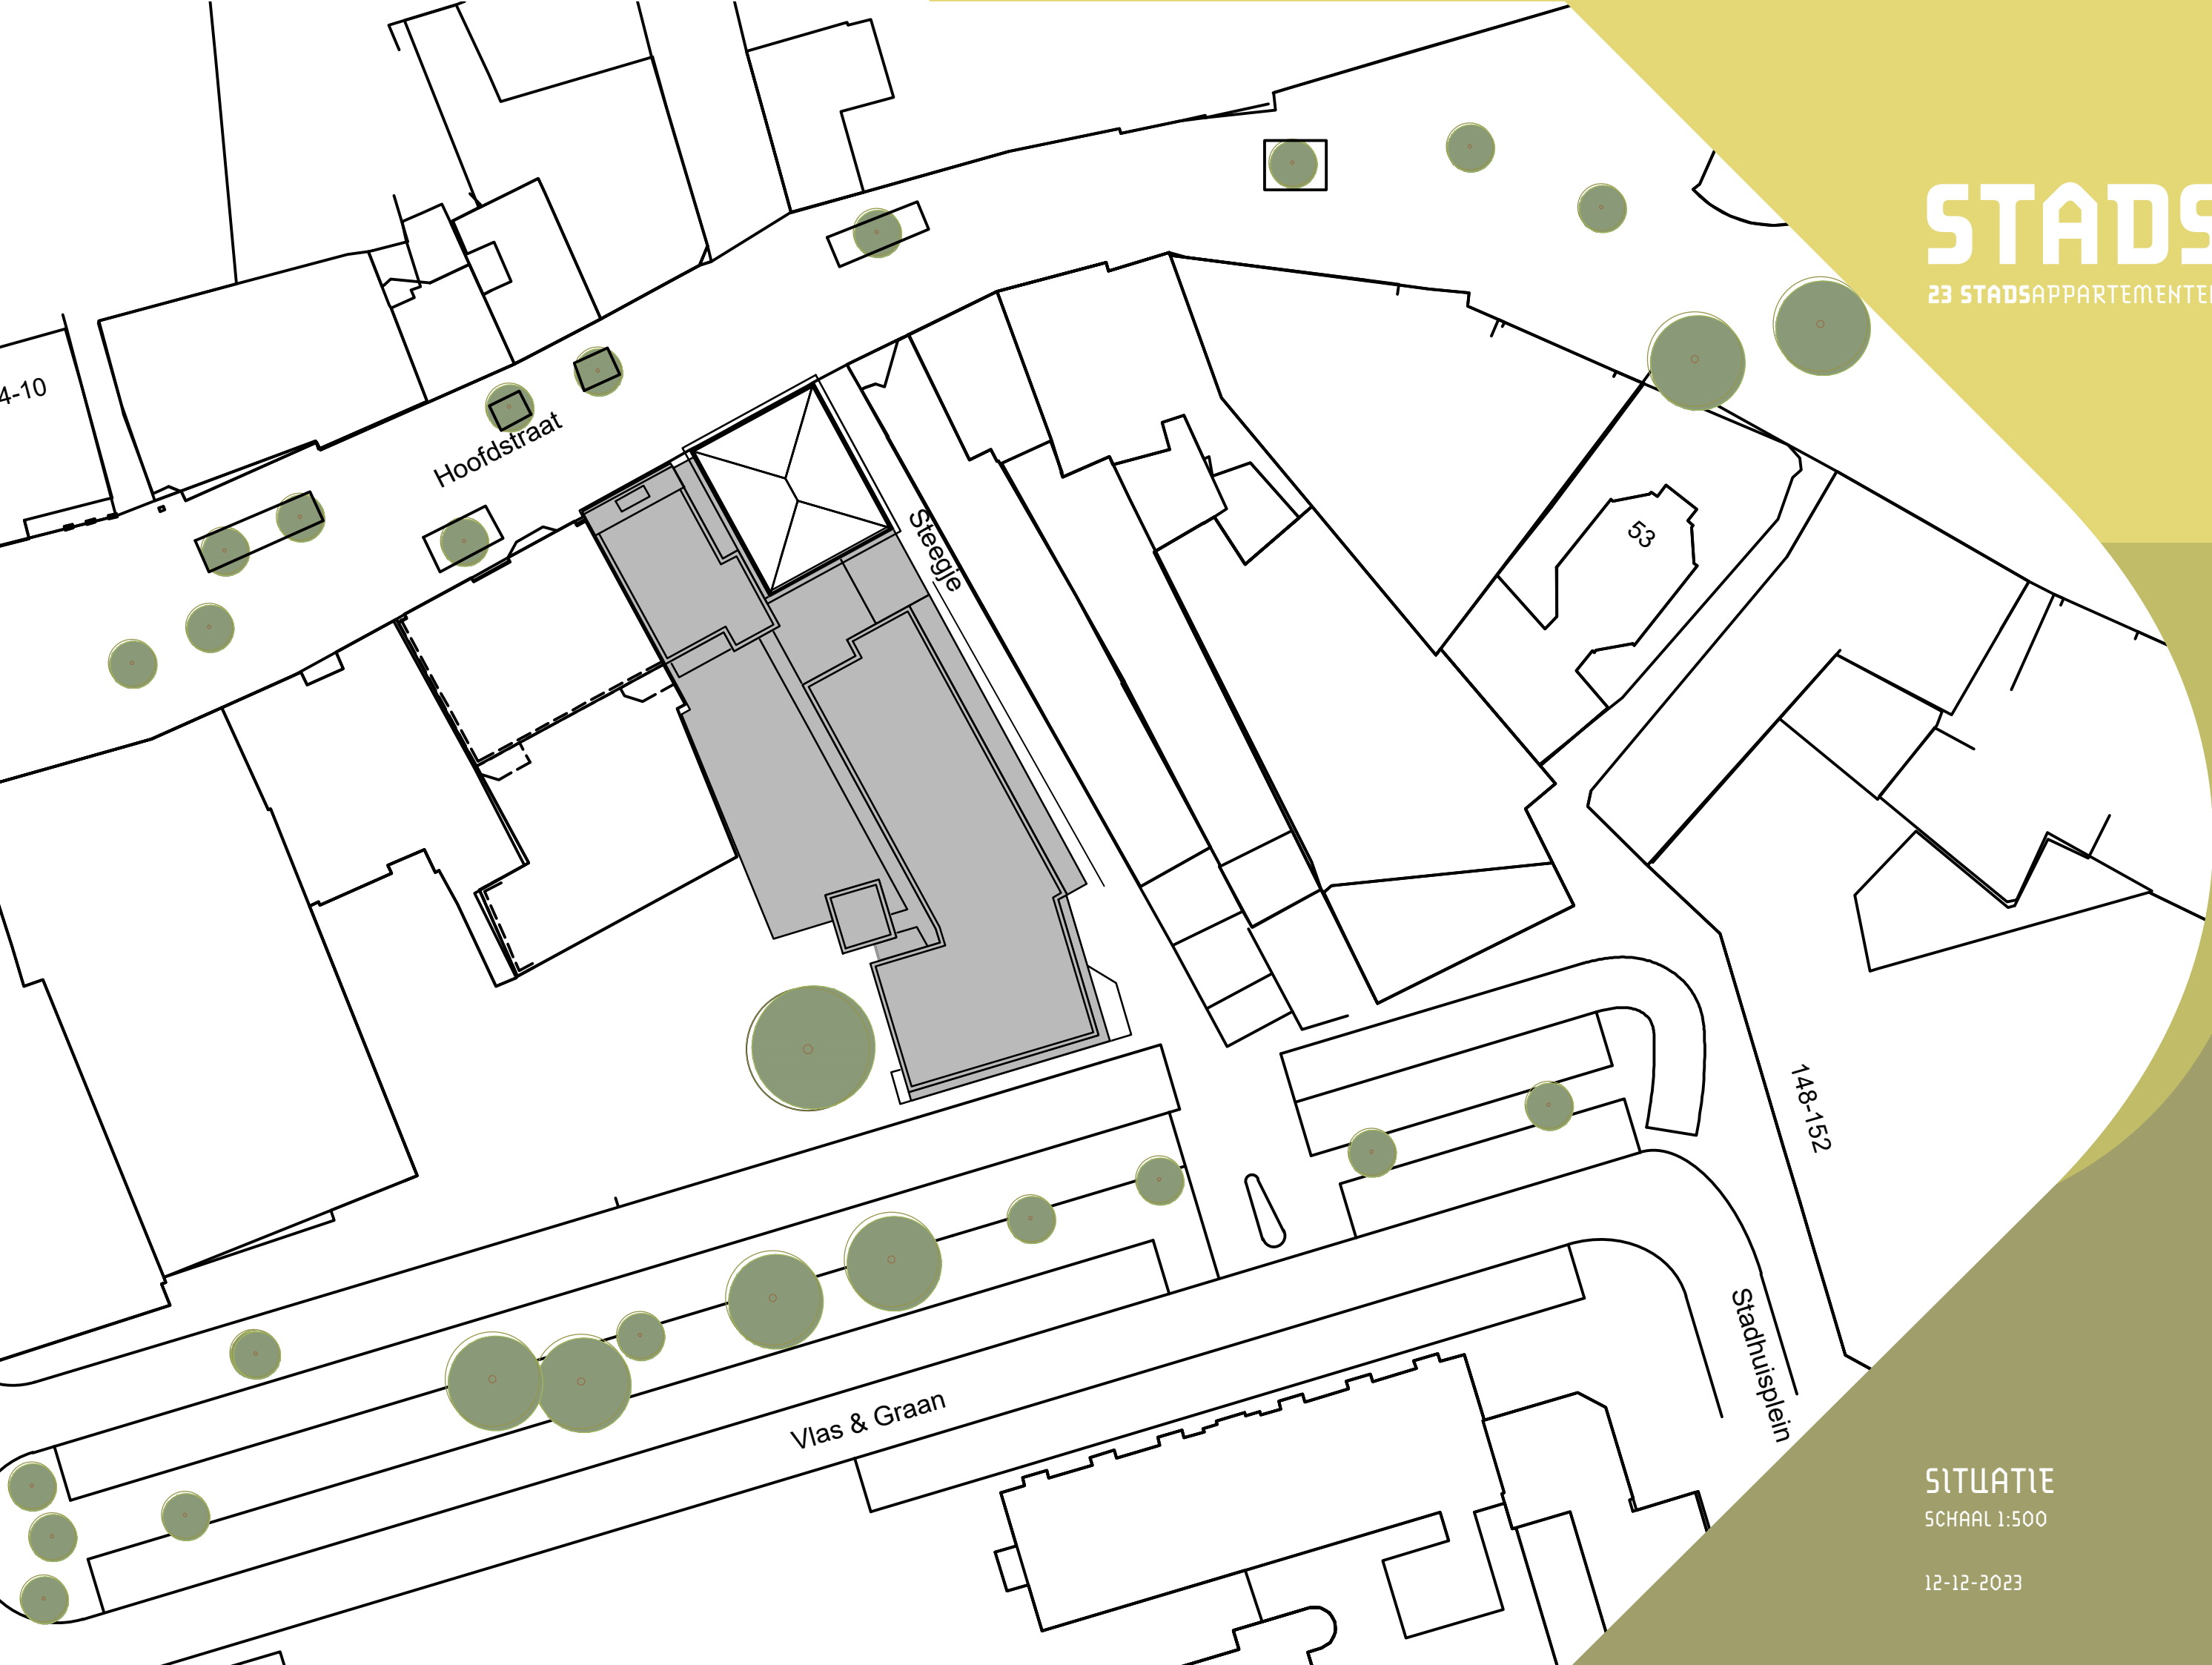 STADS
23 STADSAPPARTEMENTE
4-10
Hoofdstraat
Steegje
53
148-152
Stadhuisplein
Vlas & Graan
SITUATIE
SCHAAL 1:500
12-12-2023